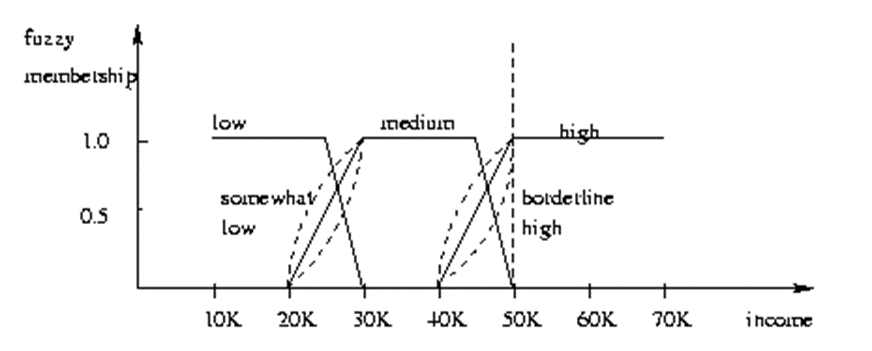 fuzzy
membership
low
medium
high
1.0
somewhat
low
borderline
high
0.5
10K
20K
30K
40K
50K
60K
70K
income